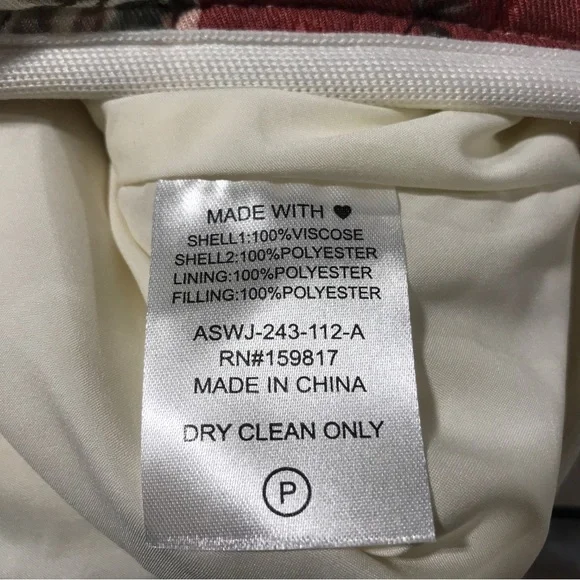 MADE WITH ♥
SHELL1:100%VISCOSE
SHELL2:100%POLYESTER
LINING:100%POLYESTER
FILLING:100%POLYESTER
ASWJ-243-112-A
RN#159817
MADE IN CHINA
DRY CLEAN ONLY
P